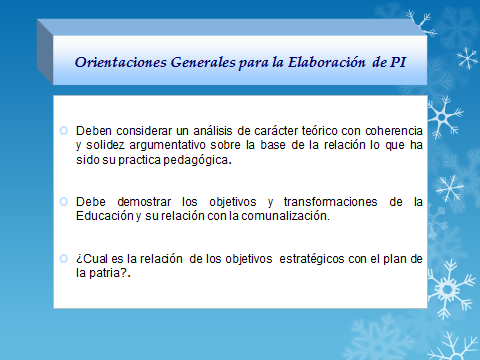 Orientaciones Generales para la Elaboración de PI
Deben considerar un análisis de carácter teórico con coherencia
y solidez argumentativo sobre la base de la relación lo que ha
sido su practica pedagógica.
Debe demostrar los objetivos y transformaciones de la
Educación y su relación con la comunalización.
¿Cual es la relación de los objetivos estratégicos con el plan de
la patria?.